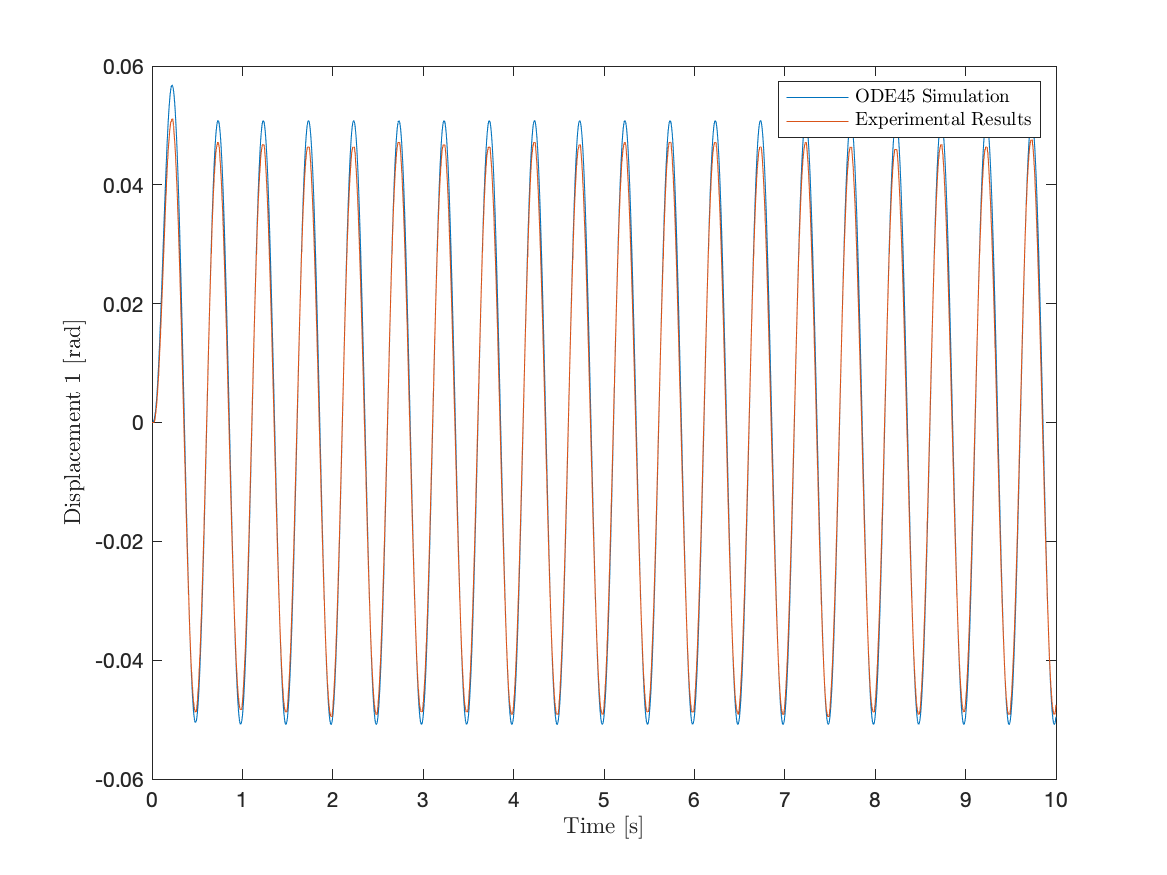 0.06
0.04
0.02
0
-0.02
-0.04
-0.06
Displacement 1 [rad]
ODE45 Simulation
Experimental Results
0 1 2 3 4 5 6 7 8 9 10
Time [s]